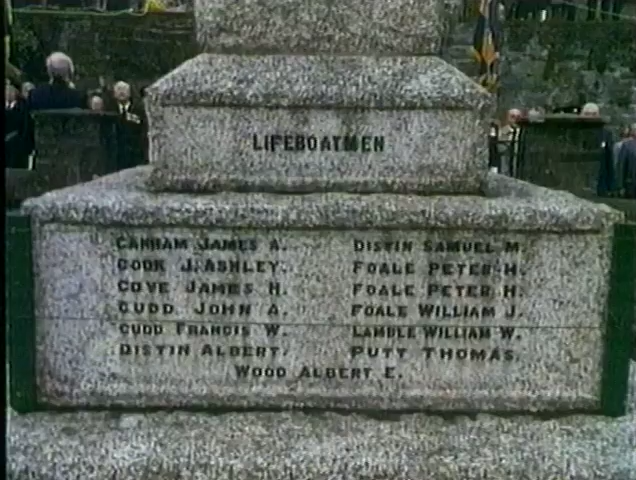 LIFEBOATMEN
CANHAM JAMES A. DISTIN SAMUEL M.
COOK J. ASHLEY. FOALE PETER H.
COVE JAMES H. FOALE PETER H.
CUDD JOHN A. FOALE WILLIAM J.
CUDD FRANCIS W. LAMBLE WILLIAM W.
DISTIN ALBERT. PUTT THOMAS.
WOOD ALBERT E.